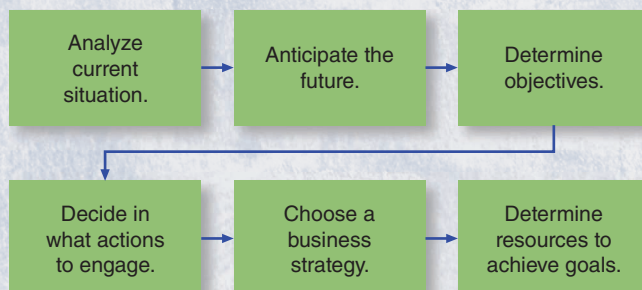 Analyze
current
situation.
Anticipate the
future.
Determine
objectives.
Decide in
what actions
to engage.
Choose a
business
strategy.
Determine
resources to
achieve goals.